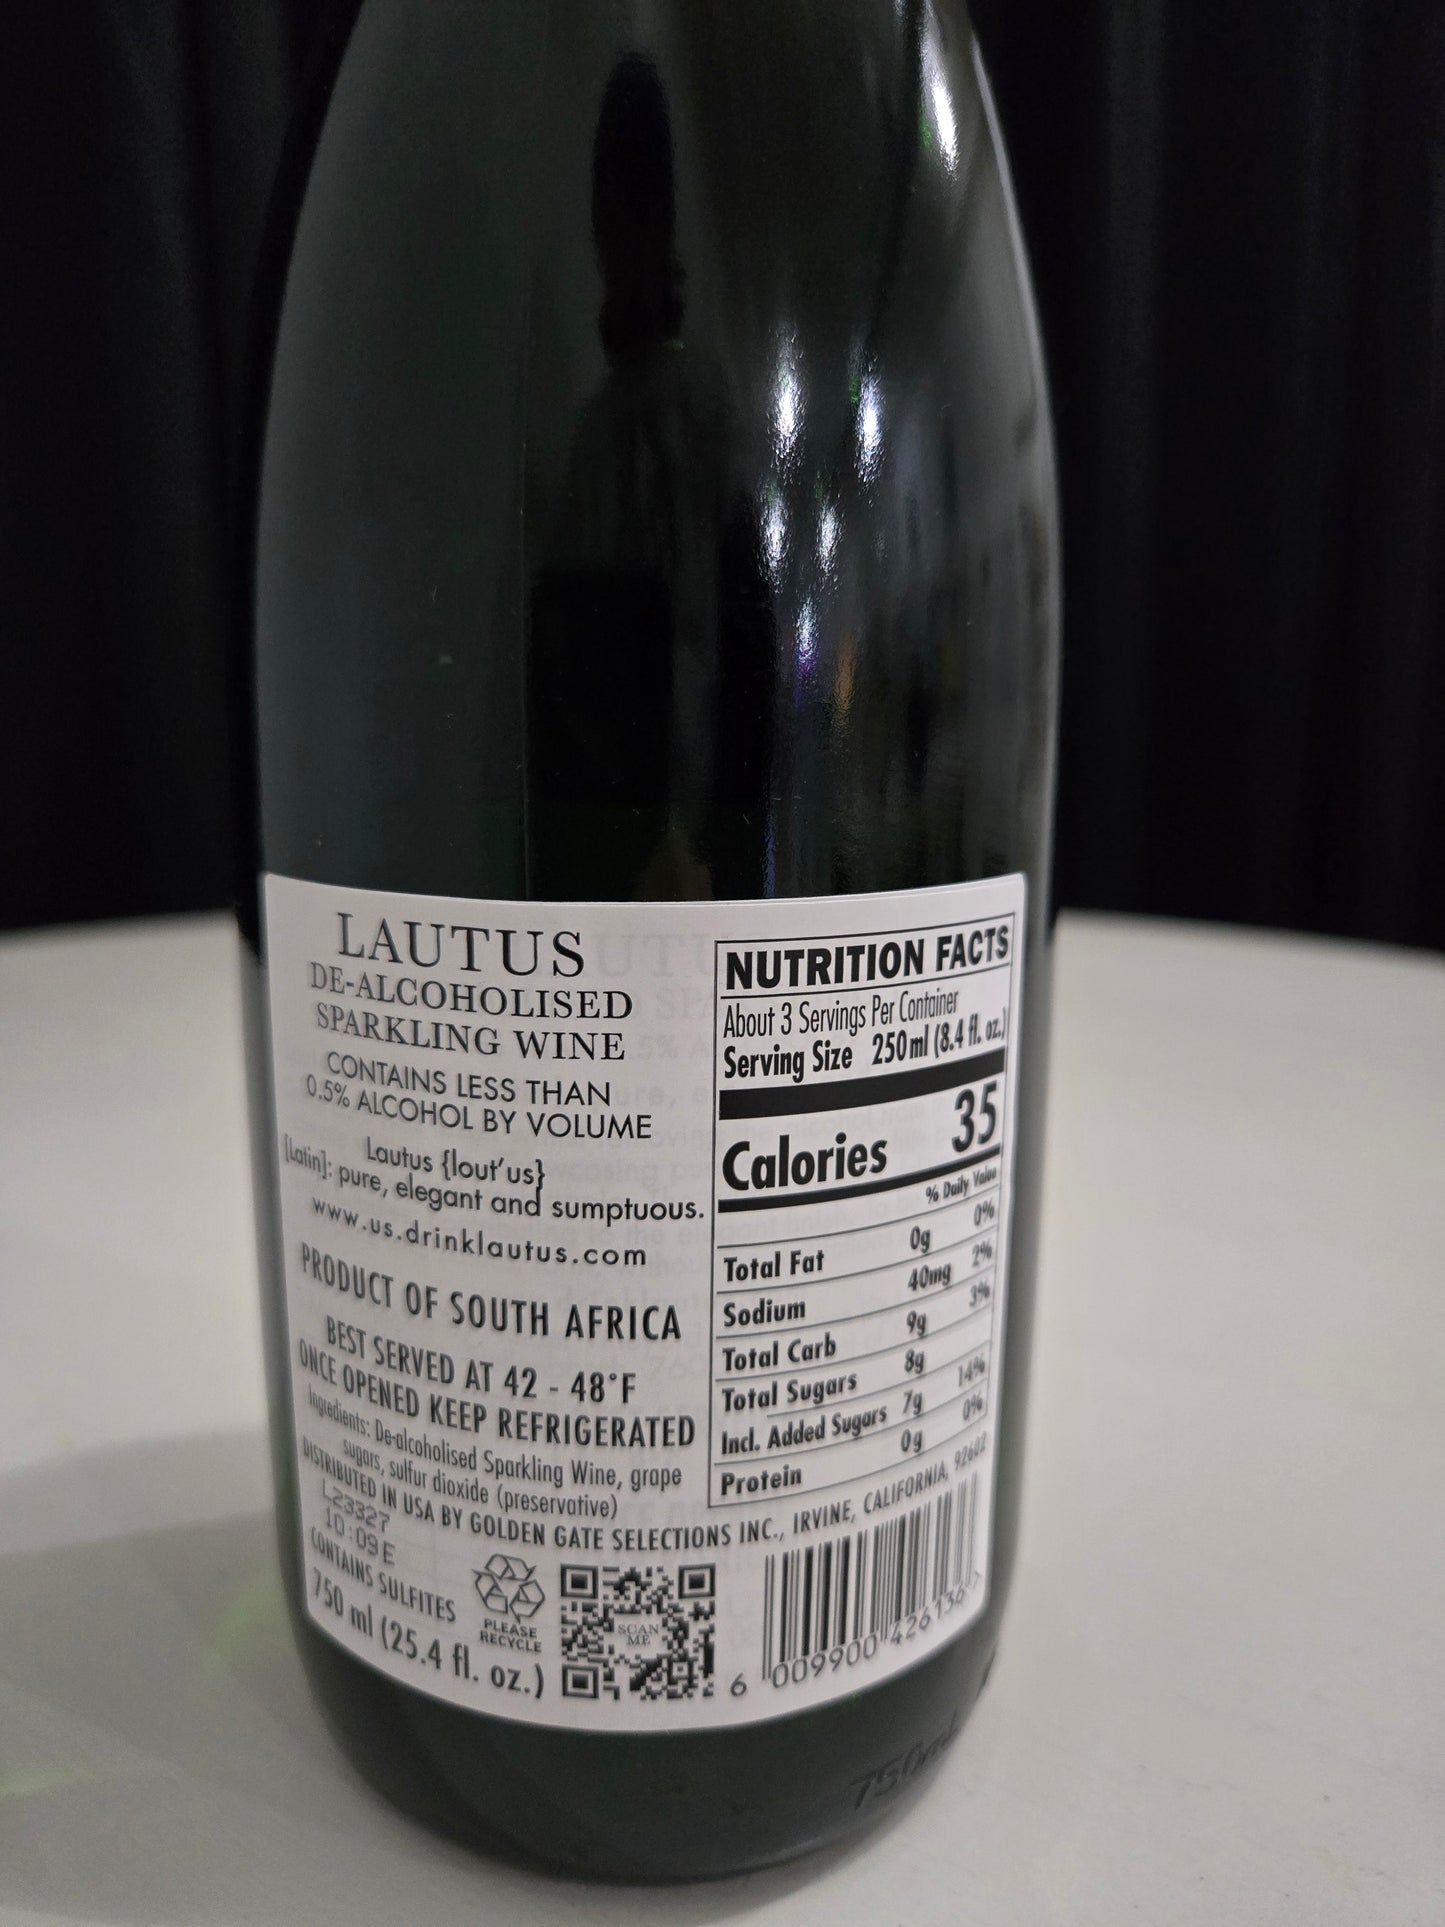 LAUTUS
DE-ALCOHOLISED
SPARKLING WINE
CONTAINS LESS THAN
0.5% ALCOHOL BY VOLUME
Lautus {lout'us}
[Latin]: pure, elegant and sumptuous.
www.us.drinklautus.com
PRODUCT OF SOUTH AFRICA
BEST SERVED AT 42 - 48°F
ONCE OPENED KEEP REFRIGERATED
Ingredients: De-alcoholised Sparkling Wine, grape
sugars, sulfur dioxide (preservative)
DISTRIBUTED IN USA BY GOLDEN GATE SELECTIONS INC., IRVINE, CALIFORNIA, 92602
L23327
10:09E
CONTAINS SULFITES
750 ml (25.4 fl. oz.)
PLEASE
RECYCLE
SCAN
ME
NUTRITION FACTS
About 3 Servings Per Container
Serving Size 250ml (8.4 fl. oz.)
Calories 35
% Daily Value
Total Fat 0g 0%
Sodium 40mg 2%
Total Carb 9g 3%
Total Sugars 8g
Incl. Added Sugars 7g 14%
Protein 0g 0%
6 009900 426136
750ml